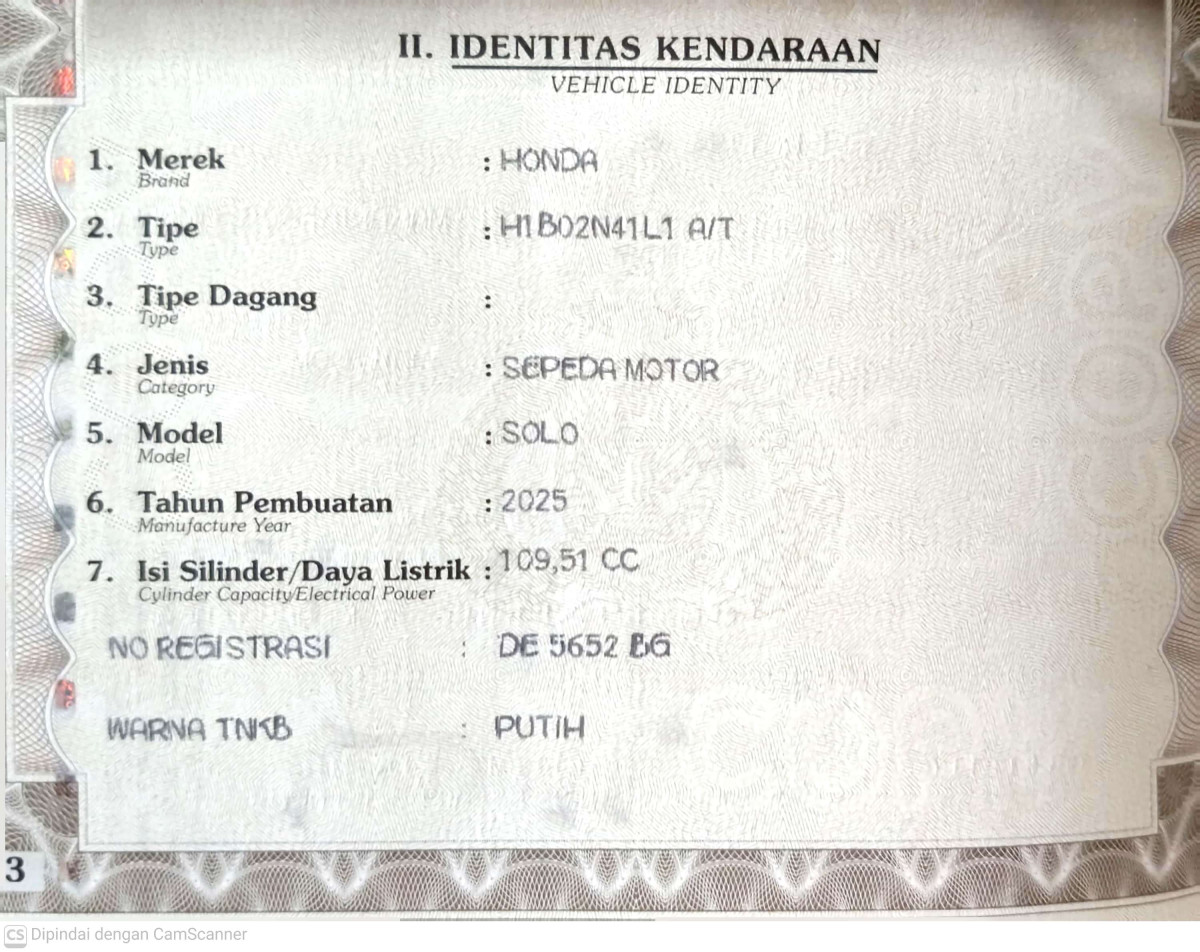 II. IDENTITAS KENDARAAN
VEHICLE IDENTITY
1. Merek : HONDA
Brand
2. Tipe : H1B02N41L1 A/T
Type
3. Tipe Dagang :
Type
4. Jenis : SEPEDA MOTOR
Category
5. Model : SOLO
Model
6. Tahun Pembuatan : 2025
Manufacture Year
7. Isi Silinder/Daya Listrik : 109,51 CC
Cylinder Capacity/Electrical Power
NO REGISTRASI : DE 5652 BG
WARNA TNKB : PUTIH
3
CS Dipindai dengan CamScanner